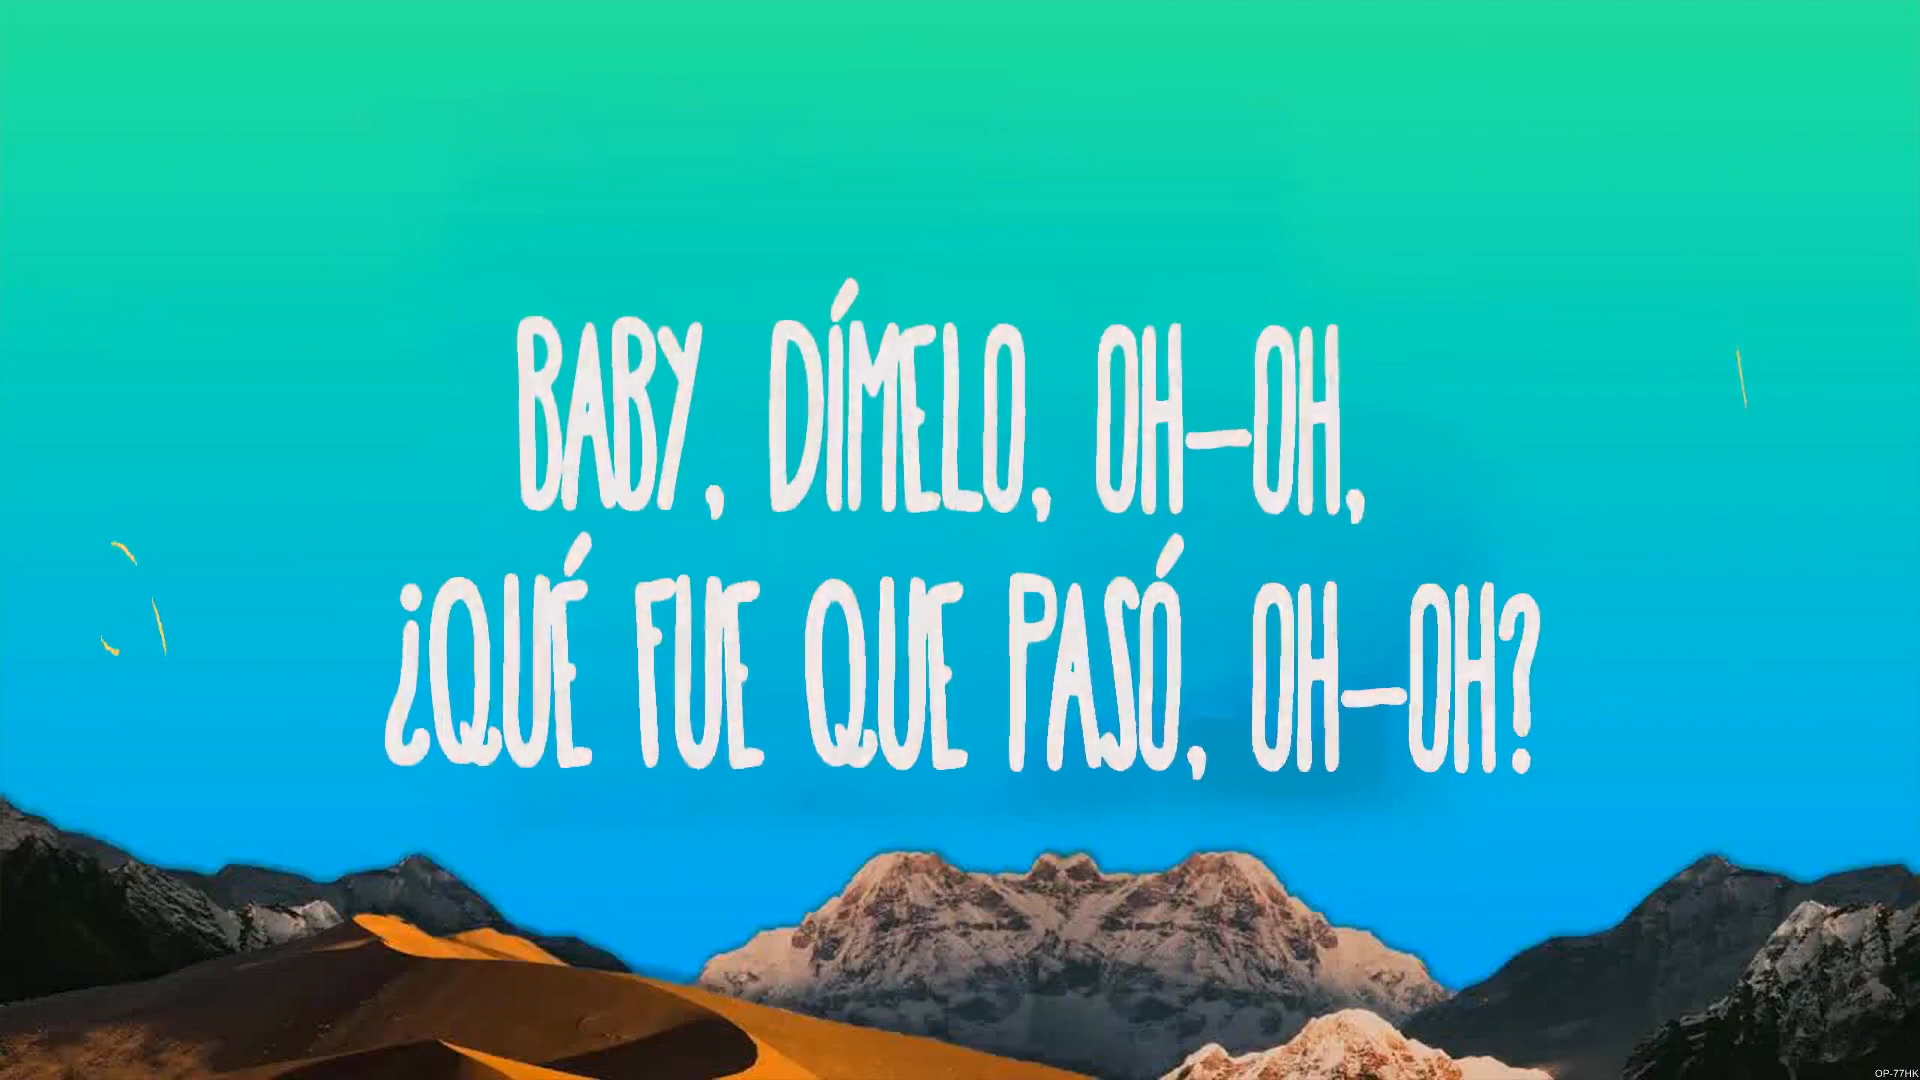 BABY, DÍMELO, OH-OH,
¿QUÉ FUE QUE PASÓ, OH-OH?
OP-77HK